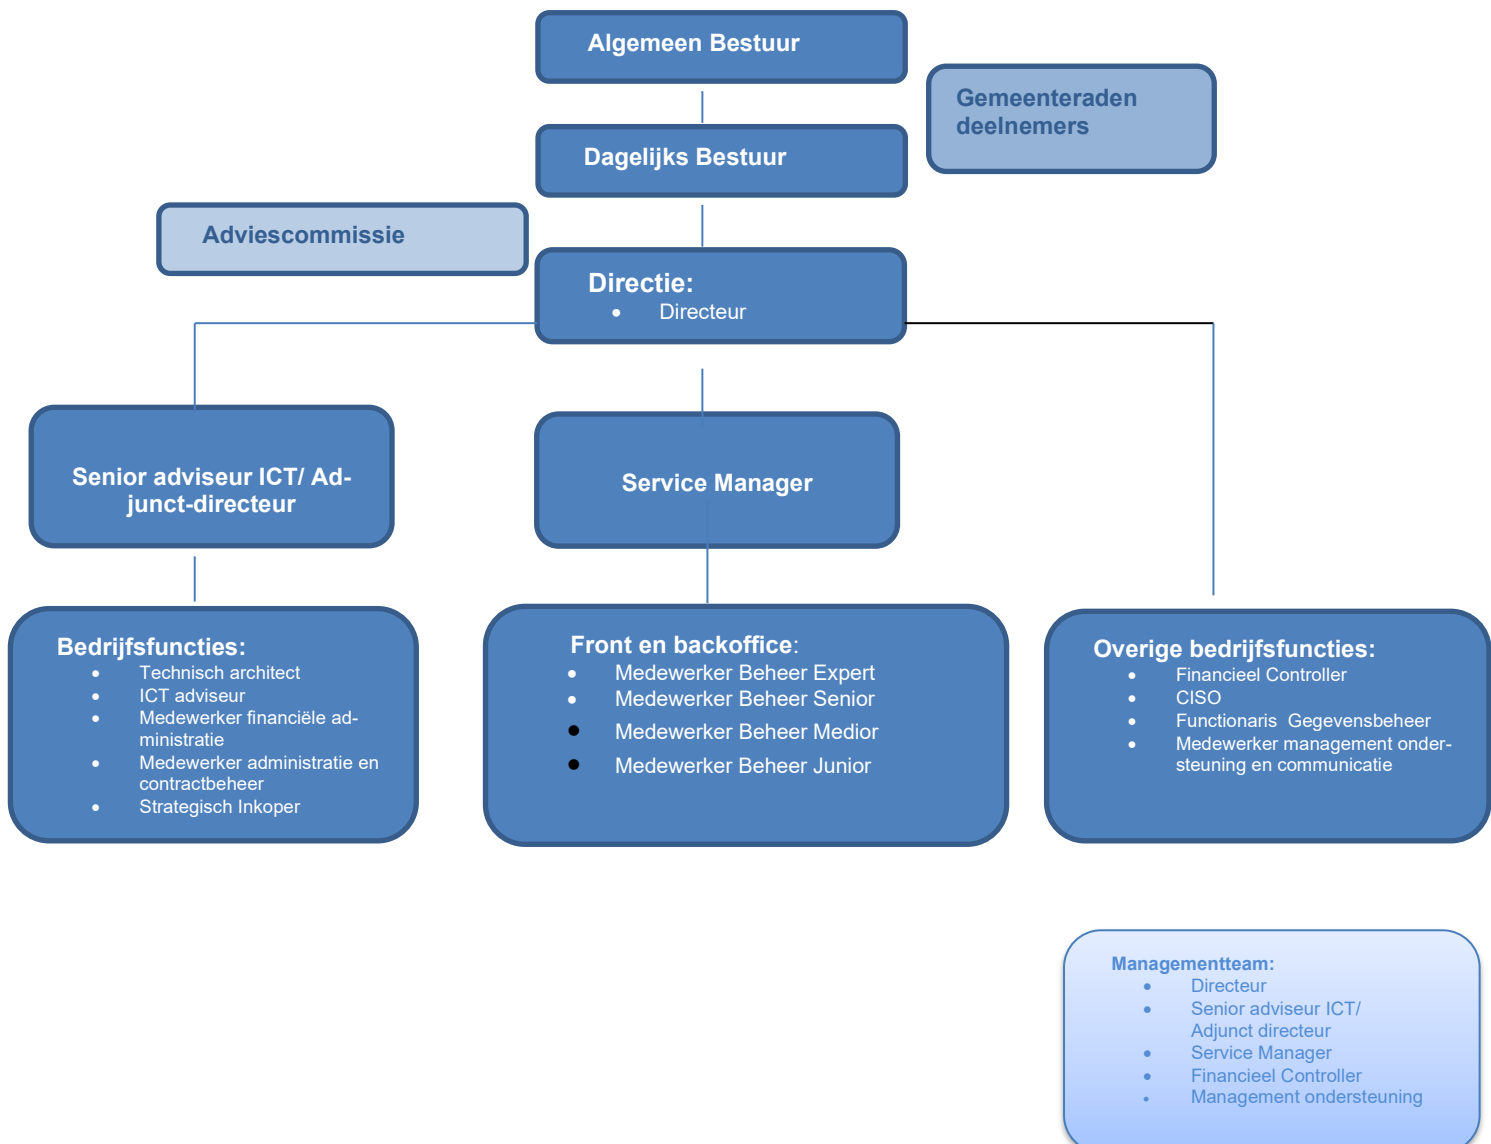 Algemeen Bestuur
Gemeenteraden
deelnemers
Dagelijks Bestuur
Adviescommissie
Directie:
• Directeur
Senior adviseur ICT/ Ad-
junct-directeur
Service Manager
Bedrijfsfuncties:
• Technisch architect
• ICT adviseur
• Medewerker financiële ad-
ministratie
• Medewerker administratie en
contractbeheer
• Strategisch Inkoper
Front en backoffice:
• Medewerker Beheer Expert
• Medewerker Beheer Senior
• Medewerker Beheer Medior
• Medewerker Beheer Junior
Overige bedrijfsfuncties:
• Financieel Controller
• CISO
• Functionaris  Gegevensbeheer
• Medewerker management onder-
steuning en communicatie
Managementteam:
• Directeur
• Senior adviseur ICT/
Adjunct directeur
• Service Manager
• Financieel Controller
• Management ondersteuning